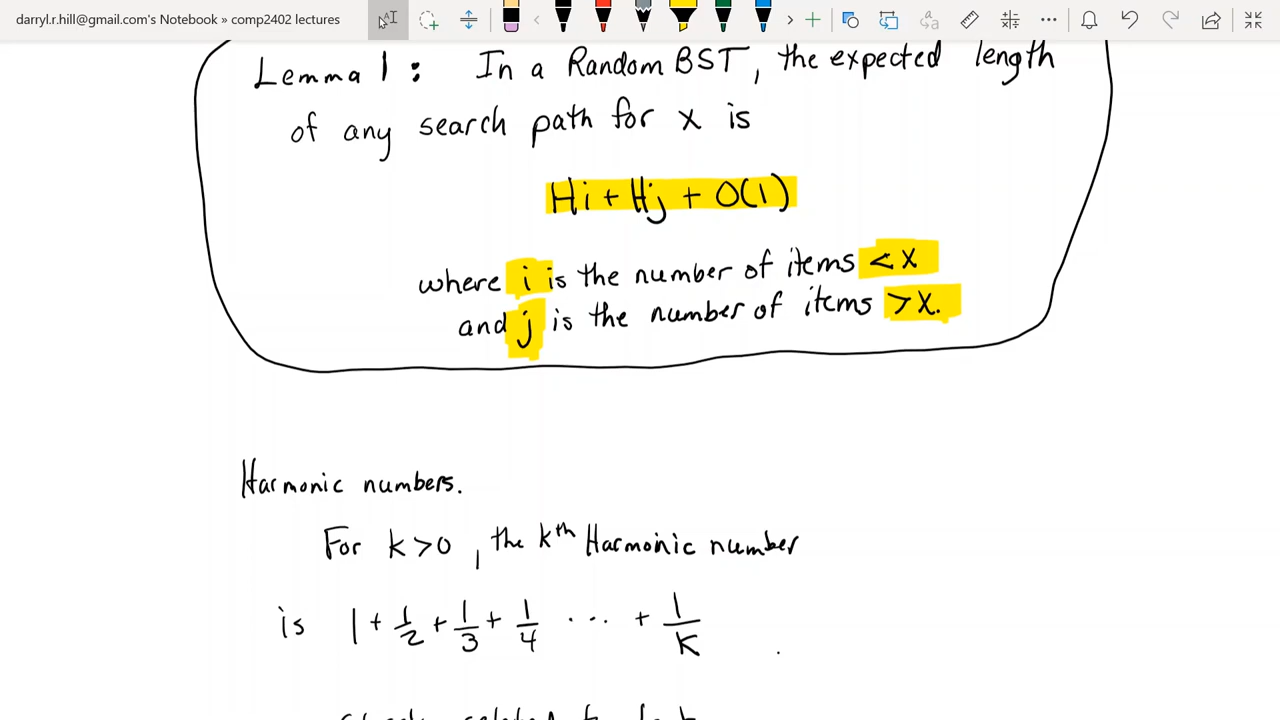 darryl.r.hill@gmail.com's Notebook » comp2402 lectures
Lemma 1: In a Random BST, the expected length
of any search path for x is
Hi + Hj + O(1)
where i is the number of items < x
and j is the number of items > x.
Harmonic numbers.
For k > 0, the kth Harmonic number
is 1 + 1/2 + 1/3 + 1/4 ... + 1/k